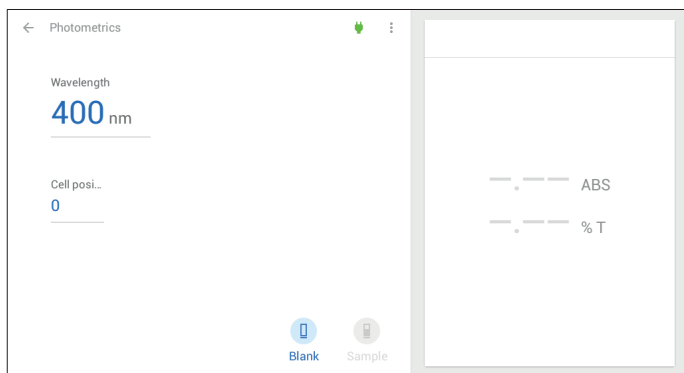 Photometrics
Wavelength
400 nm
Cell posi...
0
Blank Sample
-.-- ABS
-.-- % T